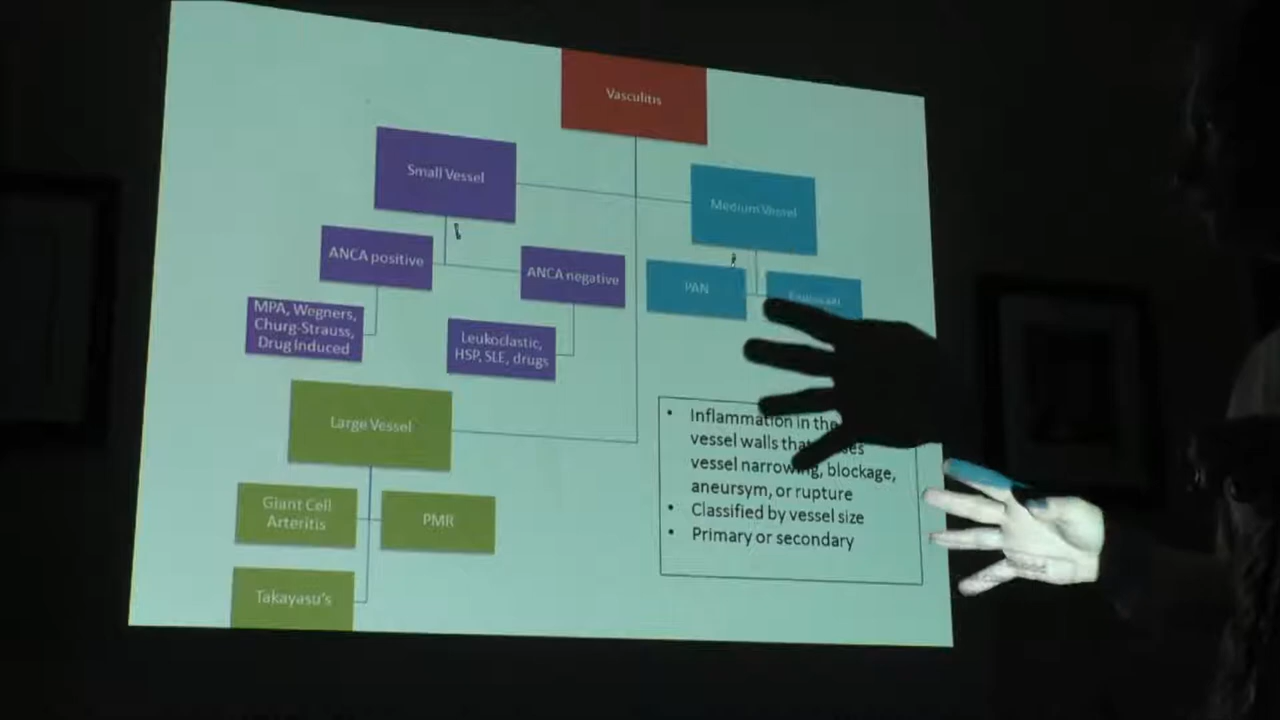 Vasculitis
Small Vessel
Medium Vessel
ANCA positive
ANCA negative
PAN
MPA, Wegners,
Churg-Strauss,
Drug Induced
Leukoclastic,
HSP, SLE, drugs
Large Vessel
Giant Cell
Arteritis
PMR
Takayasu's
• Inflammation in the
vessel walls that
vessel narrowing, blockage,
aneursym, or rupture
• Classified by vessel size
• Primary or secondary